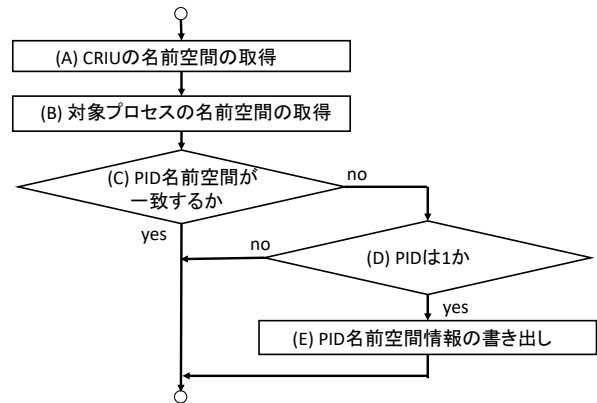 (A) CRIUの名前空間の取得
(B) 対象プロセスの名前空間の取得
(C) PID名前空間が
一致するか
no
yes
no
(D) PIDは1か
yes
(E) PID名前空間情報の書き出し